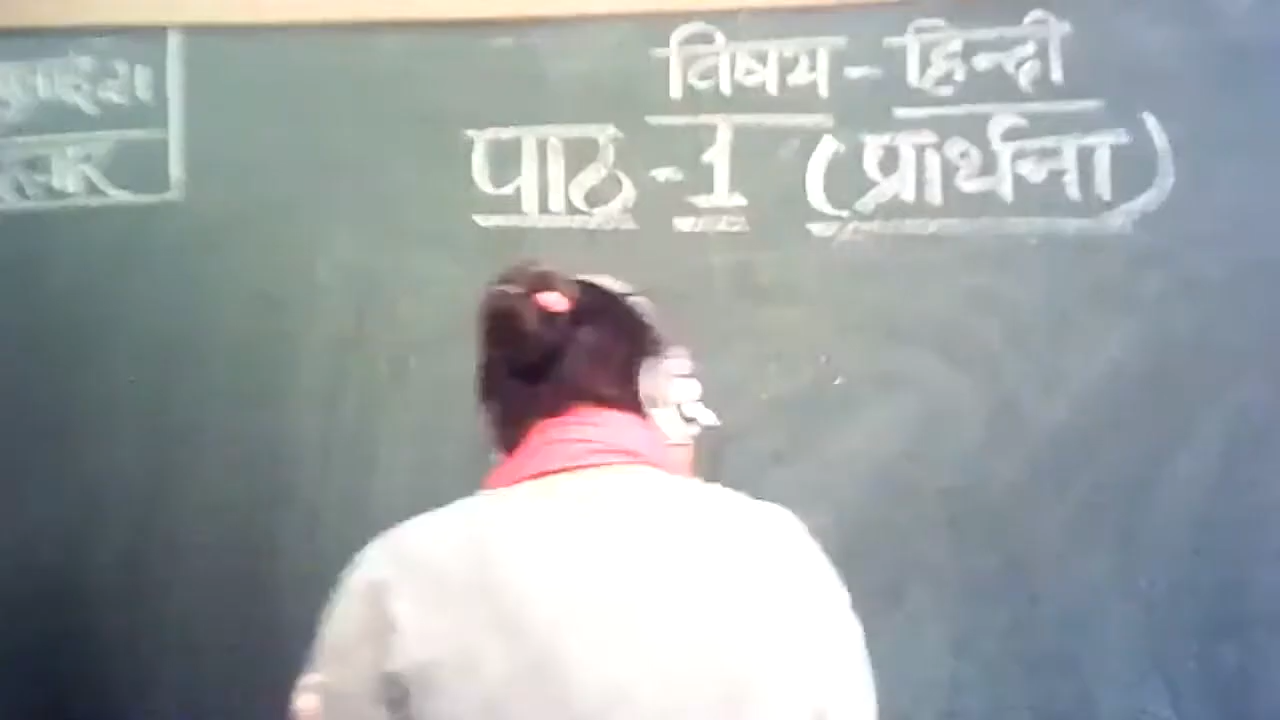 विषय - हिन्दी
पाठ - 1 (प्रार्थना)